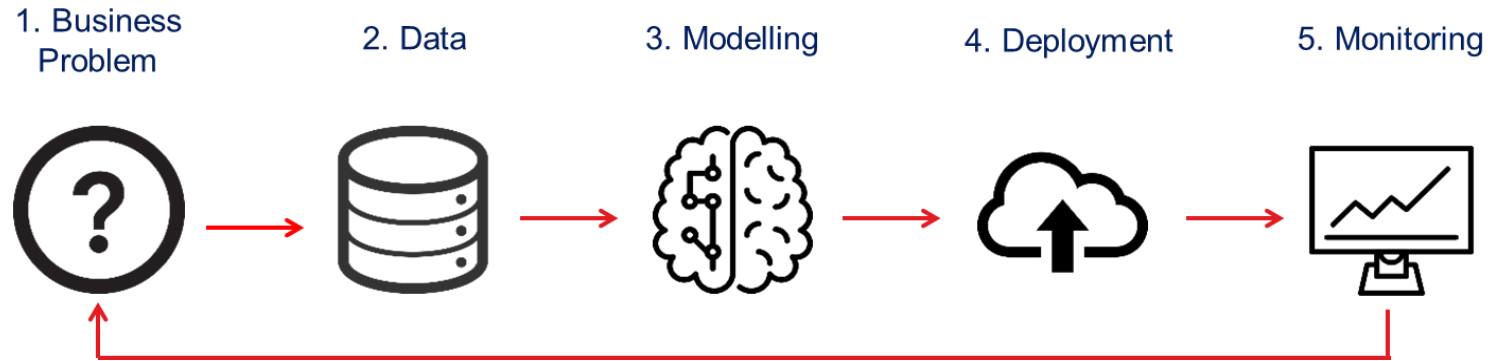 1. Business
Problem
2. Data
3. Modelling
4. Deployment
5. Monitoring
?